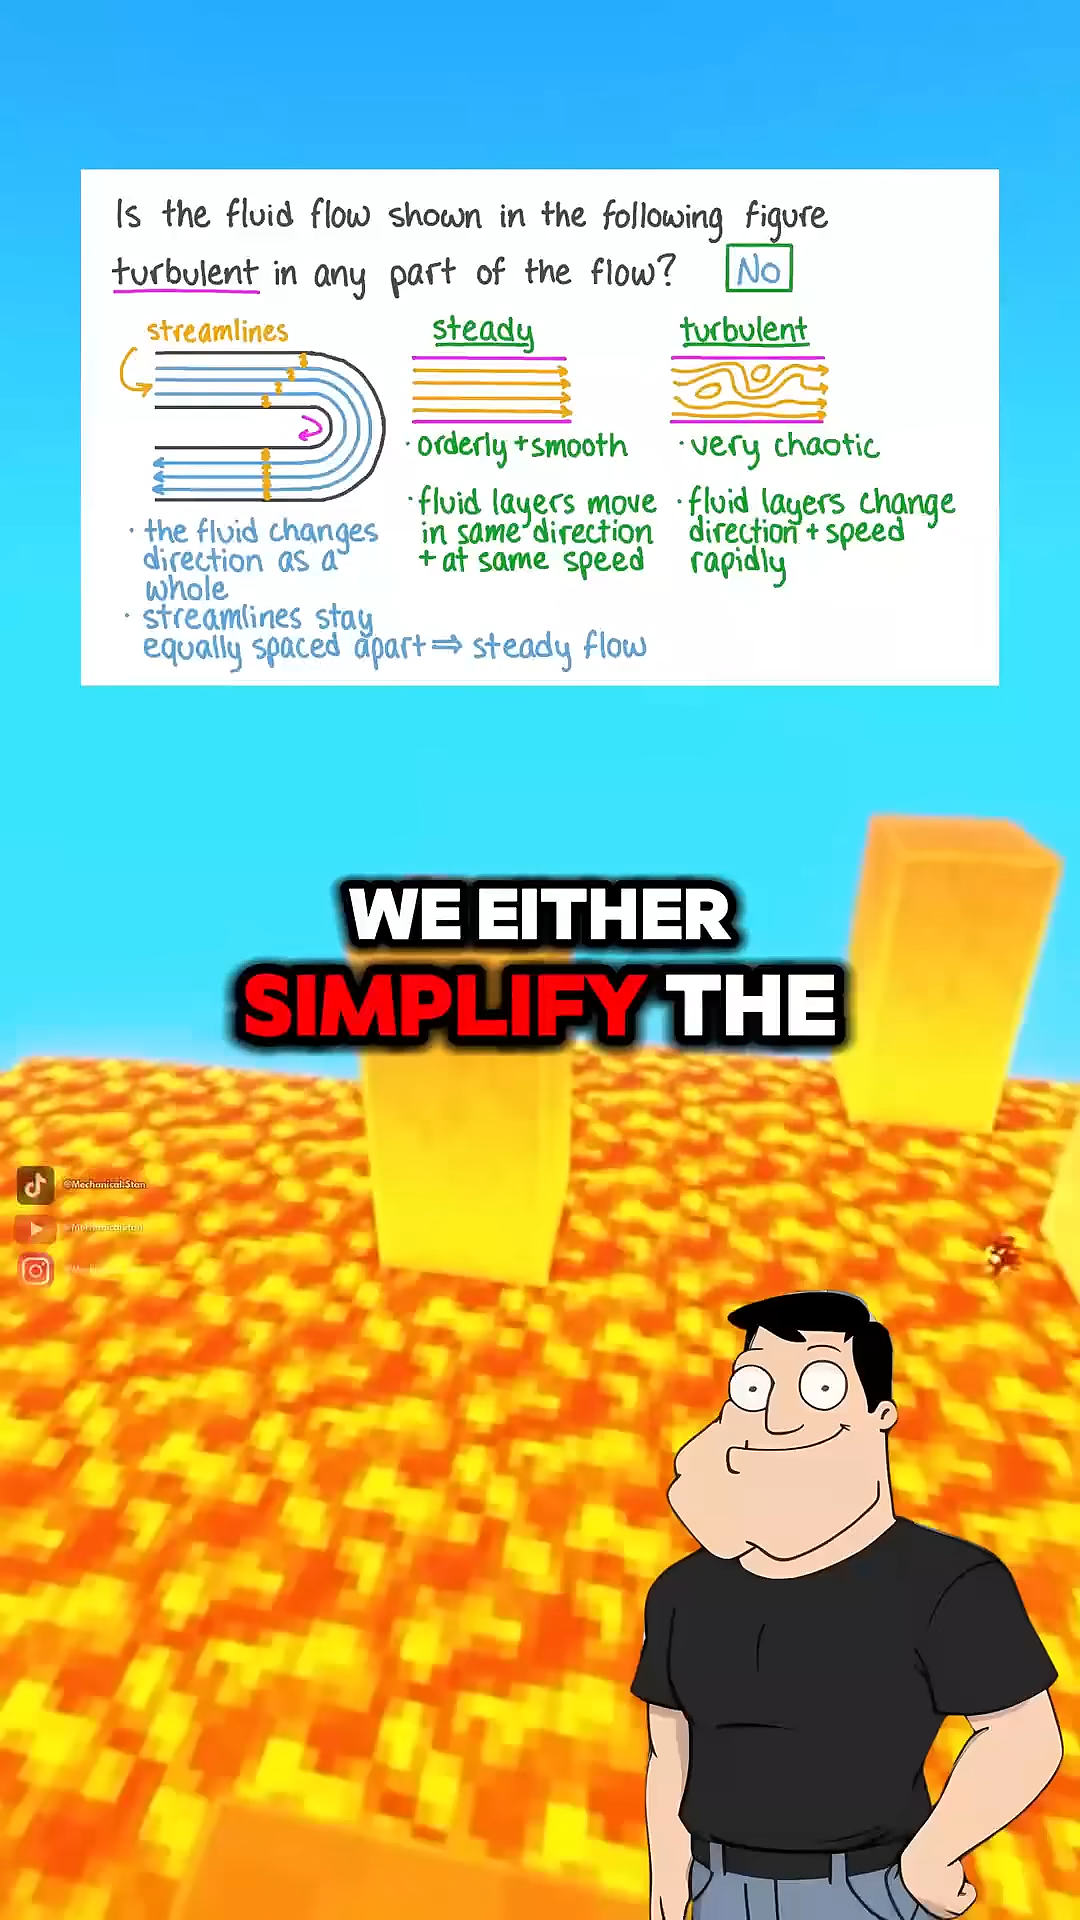 Is the fluid flow shown in the following figure
turbulent in any part of the flow? No
streamlines
• the fluid changes
direction as a
whole
• streamlines stay
equally spaced apart ⇒ steady flow
steady
• orderly + smooth
• fluid layers move
in same direction
+ at same speed
turbulent
• very chaotic
• fluid layers change
direction + speed
rapidly
WE EITHER
SIMPLIFY THE
@MechanicalStan
@MechanicalStan